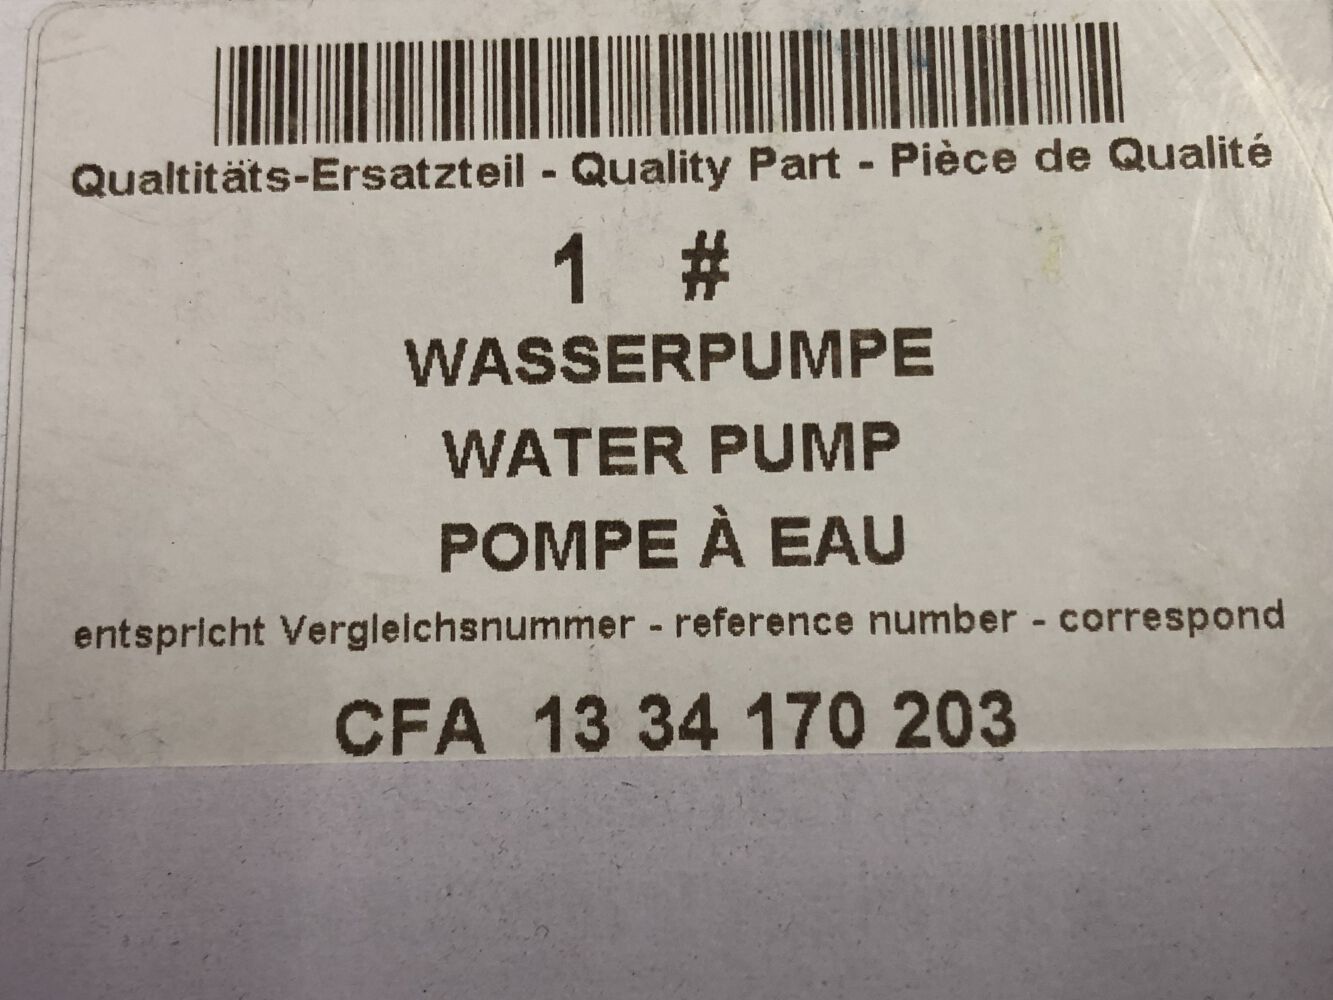 Qualtitäts-Ersatzteil - Quality Part - Pièce de Qualité
1 #
WASSERPUMPE
WATER PUMP
POMPE À EAU
entspricht Vergleichsnummer - reference number - correspond
CFA 13 34 170 203